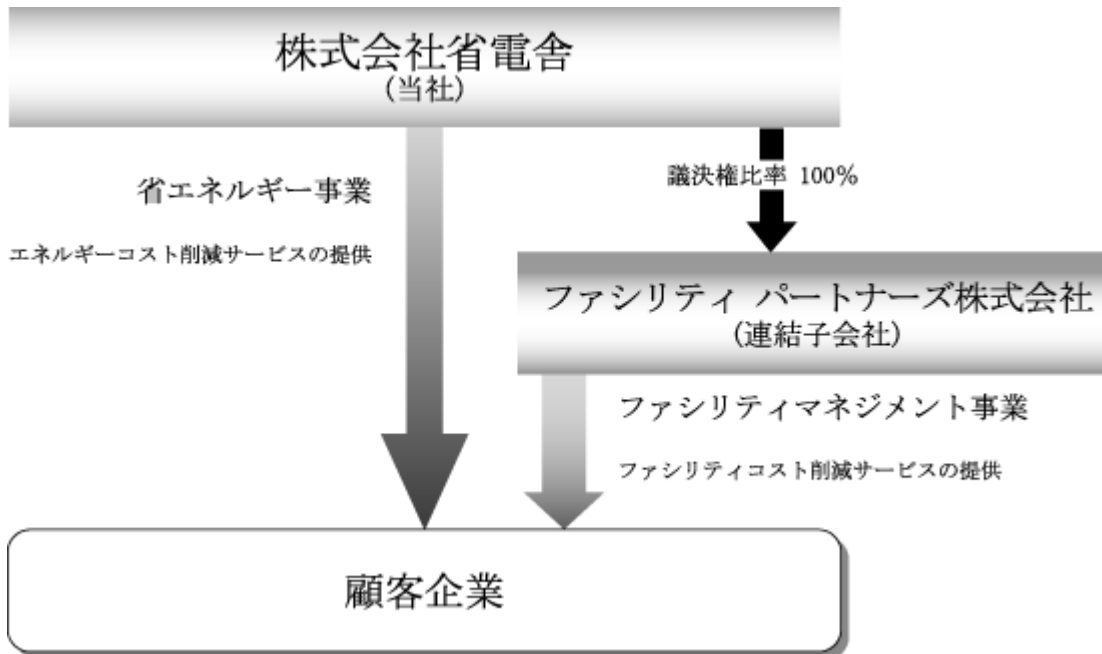 株式会社省電舎
(当社)
省エネルギー事業
エネルギーコスト削減サービスの提供
議決権比率 100%
ファシリティ パートナーズ株式会社
(連結子会社)
ファシリティマネジメント事業
ファシリティコスト削減サービスの提供
顧客企業